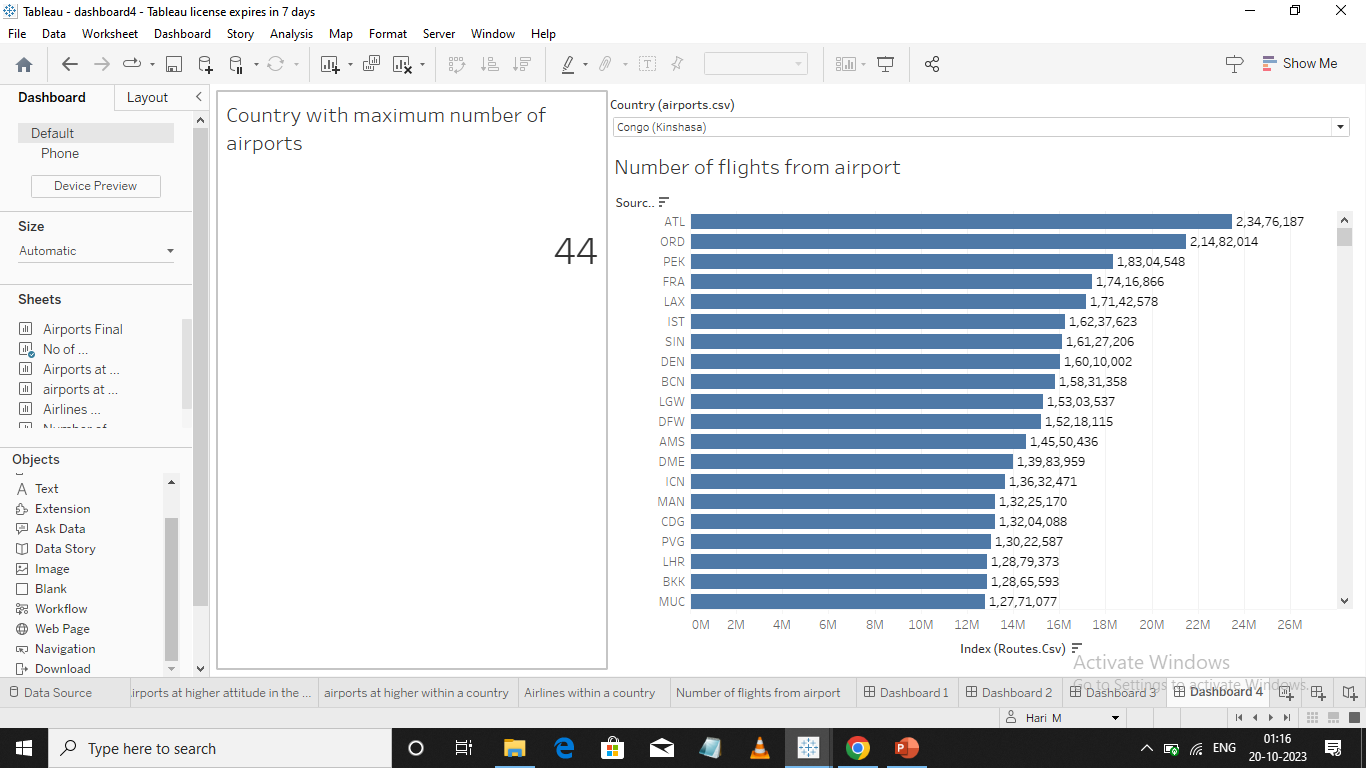 Tableau - dashboard4 - Tableau license expires in 7 days
File Data Worksheet Dashboard Story Analysis Map Format Server Window Help
Show Me
Dashboard Layout
Default
Phone
Device Preview
Size
Automatic
Sheets
Airports Final
No of ...
Airports at ...
airports at ...
Airlines ...
Number of
Objects
Text
Extension
Ask Data
Data Story
Image
Blank
Workflow
Web Page
Navigation
Download
Country with maximum number of
airports
44
Country (airports.csv)
Congo (Kinshasa)
Number of flights from airport
Sourc..
ATL 2,34,76,187
ORD 2,14,82,014
PEK 1,83,04,548
FRA 1,74,16,866
LAX 1,71,42,578
IST 1,62,37,623
SIN 1,61,27,206
DEN 1,60,10,002
BCN 1,58,31,358
LGW 1,53,03,537
DFW 1,52,18,115
AMS 1,45,50,436
DME 1,39,83,959
ICN 1,36,32,471
MAN 1,32,25,170
CDG 1,32,04,088
PVG 1,30,22,587
LHR 1,28,79,373
BKK 1,28,65,593
MUC 1,27,71,077
0M 2M 4M 6M 8M 10M 12M 14M 16M 18M 20M 22M 24M 26M
Index (Routes.Csv)
Activate Windows
Go to Settings to activate Windows.
Data Source irports at higher attitude in the ... airports at higher within a country Airlines within a country Number of flights from airport Dashboard 1 Dashboard 2 Dashboard 3 Dashboard 4
Hari M
Type here to search
ENG
01:16
20-10-2023